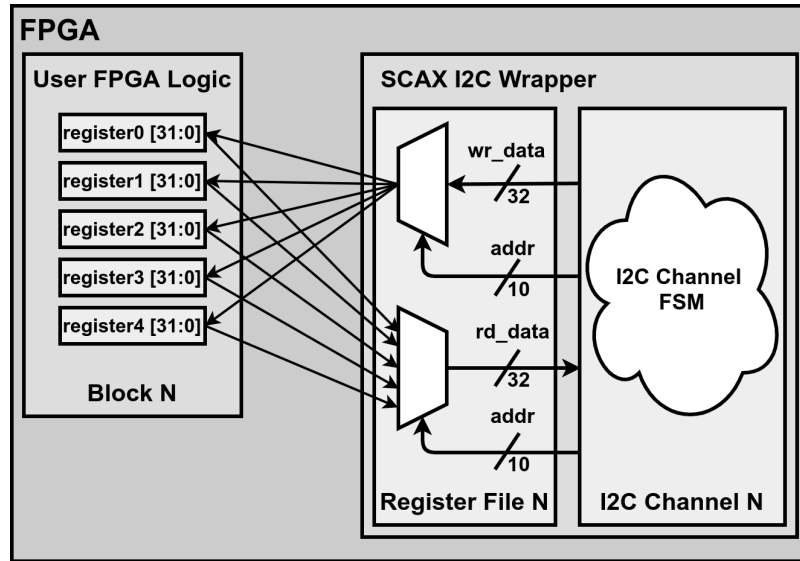 FPGA
User FPGA Logic
register0 [31:0]
register1 [31:0]
register2 [31:0]
register3 [31:0]
register4 [31:0]
Block N
SCAX I2C Wrapper
wr_data
32
addr
10
rd_data
32
addr
10
Register File N
I2C Channel
FSM
I2C Channel N